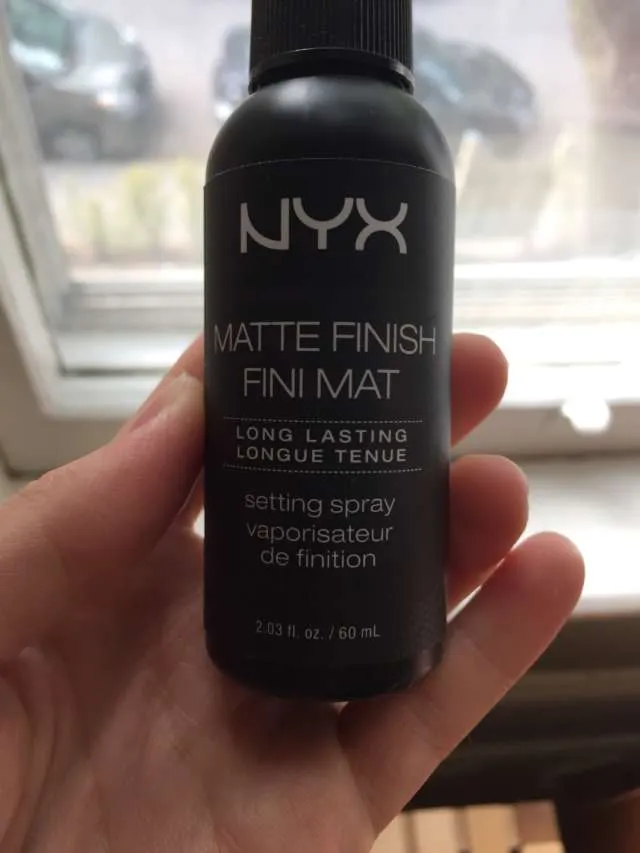 NYX
MATTE FINISH
FINI MAT
LONG LASTING
LONGUE TENUE
setting spray
vaporisateur
de finition
2.03 fl. oz. / 60 mL